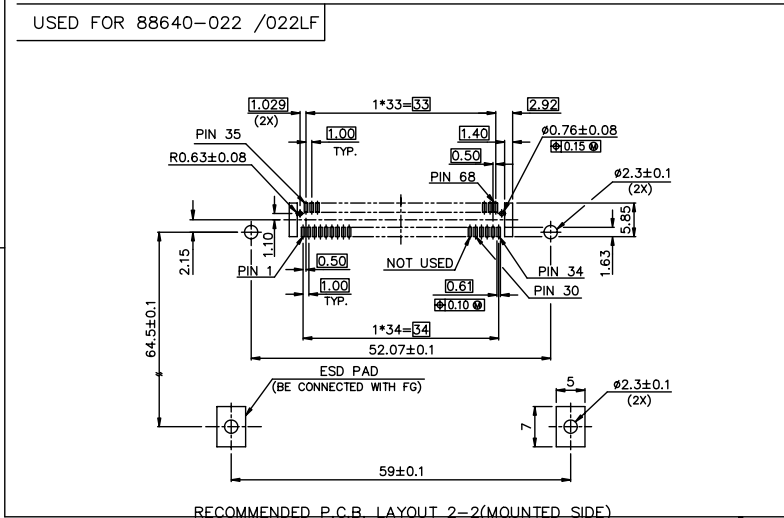 USED FOR 88640-022 /022LF
1.029
(2X)
1*33=33
2.92
PIN 35
1.00
TYP.
1.40
ø0.76±0.08
⌖ 0.15 Ⓜ
R0.63±0.08
0.50
PIN 68
ø2.3±0.1
(2X)
5.85
2.15
1.10
1.63
PIN 1
0.50
NOT USED
PIN 34
1.00
TYP.
0.61
⌖ 0.10 Ⓜ
PIN 30
64.5±0.1
1*34=34
52.07±0.1
ESD PAD
(BE CONNECTED WITH FG)
5
ø2.3±0.1
(2X)
7
59±0.1
RECOMMENDED P.C.B. LAYOUT 2-2(MOUNTED SIDE)